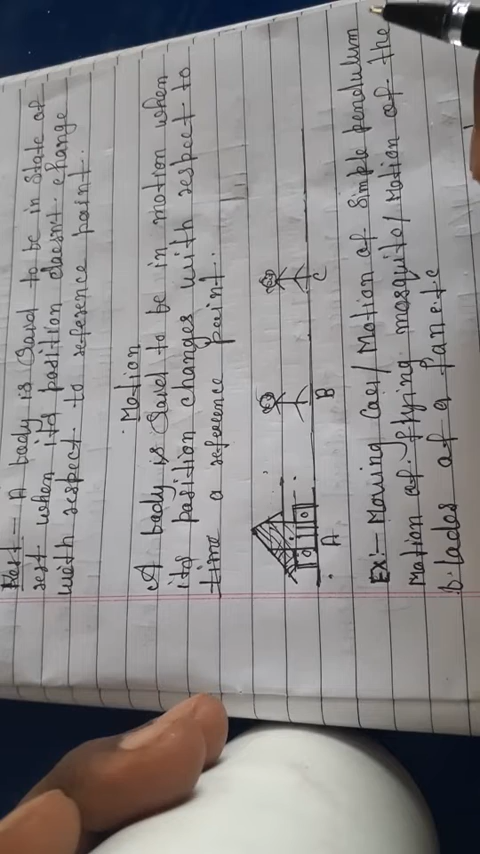 Rest - A body is Said to be in State of
rest when its position doesn't change
with respect to reference point.
Motion
A body is Said to be in motion when
its position changes with respect to
time a reference point.
A B C
Ex:- Moving Car/Motion of Simple pendulum
Motion of flying mosquito/Motion of the
blades of a fan etc